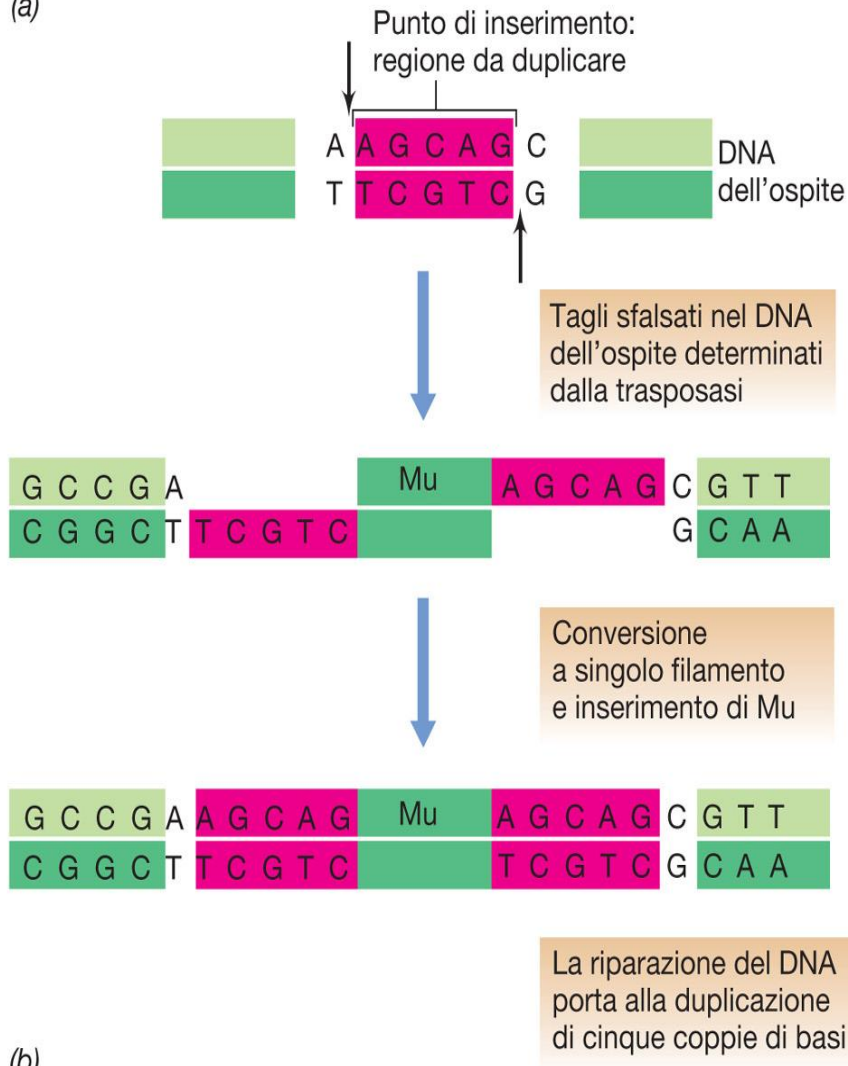 (a)
Punto di inserimento:
regione da duplicare
A A G C A G C
T T C G T C G
DNA
dell'ospite
Tagli sfalsati nel DNA
dell'ospite determinati
dalla trasposasi
G C C G A Mu A G C A G C G T T
C G G C T T C G T C G C A A
Conversione
a singolo filamento
e inserimento di Mu
G C C G A A G C A G Mu A G C A G C G T T
C G G C T T C G T C T C G T C G C A A
La riparazione del DNA
porta alla duplicazione
di cinque coppie di basi
(b)